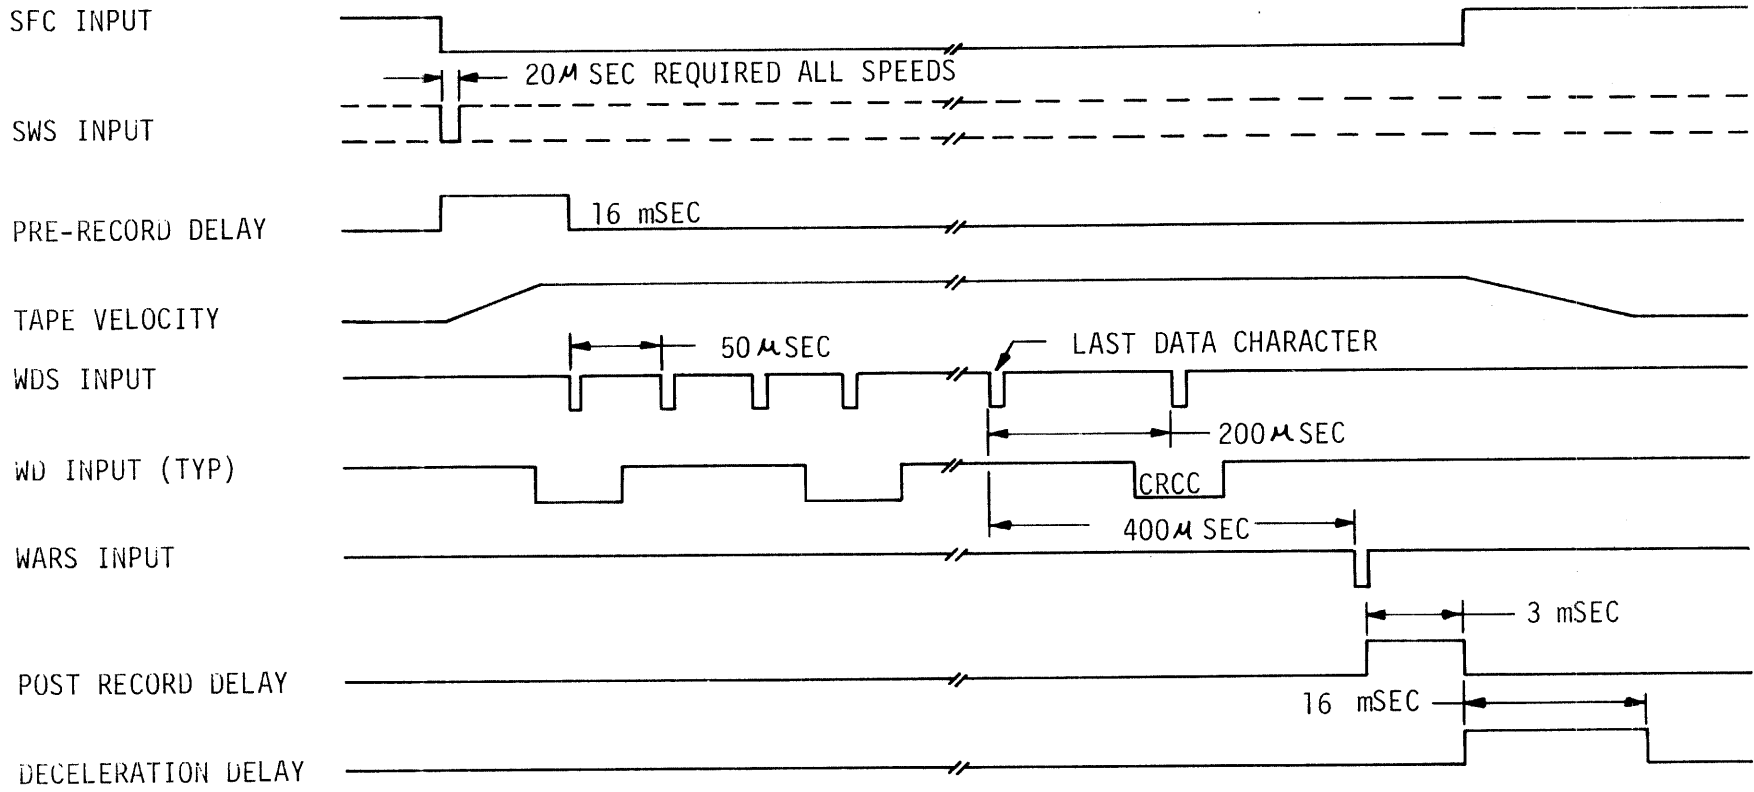 SFC INPUT
20μ SEC REQUIRED ALL SPEEDS
SWS INPUT
16 mSEC
PRE-RECORD DELAY
TAPE VELOCITY
50μSEC
LAST DATA CHARACTER
WDS INPUT
200μSEC
WD INPUT (TYP)
CRCC
400μ SEC
WARS INPUT
3 mSEC
POST RECORD DELAY
16 mSEC
DECELERATION DELAY